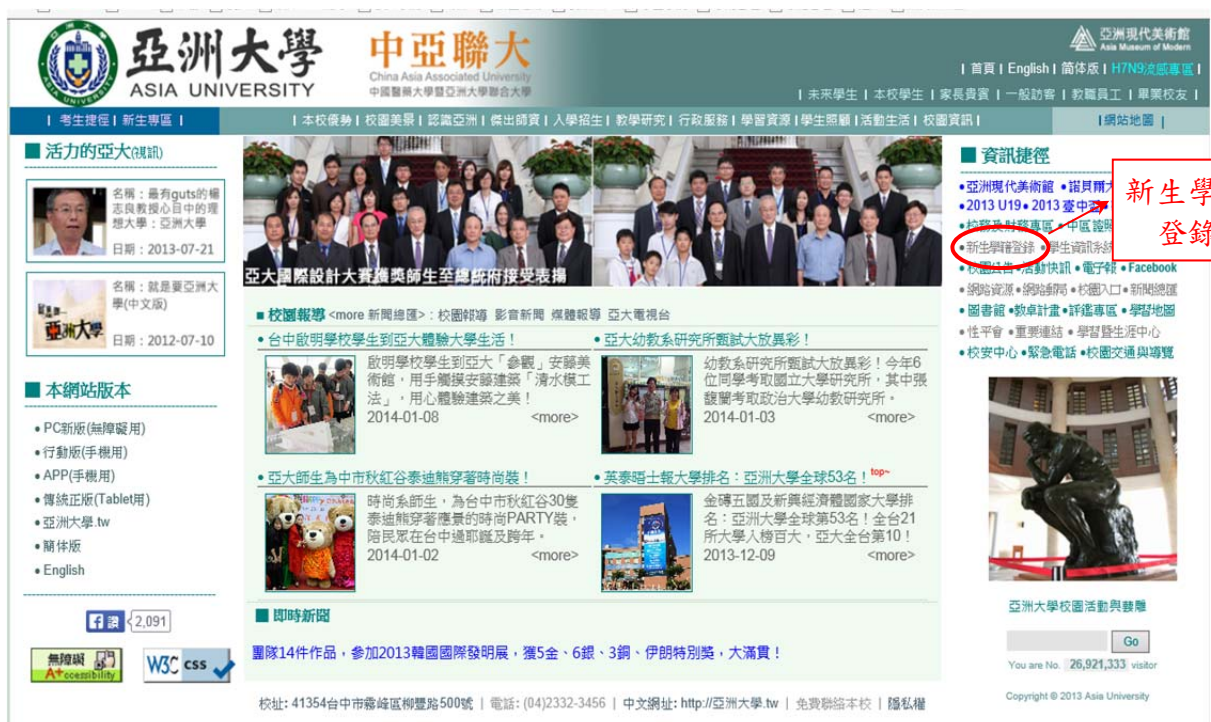 亞洲大學
ASIA UNIVERSITY
中亞聯大
China Asia Associated University
中國醫藥大學暨亞洲大學聯合大學
亞洲現代美術館
Asia Museum of Modern
| 首頁 | English | 簡体版 | H7N9流感專區 |
| 未來學生 | 本校學生 | 家長貴賓 | 一般訪客 | 教職員工 | 畢業校友 |
| 考生捷徑 | 新生專區 |
| 本校優勢 | 校園美景 | 認識亞洲 | 傑出師資 | 入學招生 | 教學研究 | 行政服務 | 學習資源 | 學生照顧 | 活動生活 | 校園資訊 |
| 網站地圖 |
活力的亞大(視訊)
名稱：最有guts的楊
志良教授心目中的理
想大學：亞洲大學
日期：2013-07-21
名稱：就是要亞洲大
學(中文版)
日期：2012-07-10
本網站版本
• PC新版(無障礙用)
• 行動版(手機用)
• APP(手機用)
• 傳統正版(Tablet用)
• 亞洲大學.tw
• 簡体版
• English
讚 2,091
無障礙
A+ccessibility
W3C css
亞大國際設計大賽獲獎師生至總統府接受表揚
■ 校園報導 <more 新聞總匯>：校園報導 影音新聞 媒體報導 亞大電視台
• 台中啟明學校學生到亞大體驗大學生活！
啟明學校學生到亞大「參觀」安藤美
術館，用手觸摸安藤建築「清水模工
法」，用心體驗建築之美！
2014-01-08 <more>
• 亞大幼教系研究所甄試大放異彩！
幼教系研究所甄試大放異彩！今年6
位同學考取國立大學研究所，其中張
馥蘭考取政治大學幼教研究所。
2014-01-03 <more>
• 亞大師生為中市秋紅谷泰迪熊穿著時尚裝！
時尚系師生，為台中市秋紅谷30隻
泰迪熊穿著應景的時尚PARTY裝，
陪民眾在台中過耶誕及跨年。
2014-01-02 <more>
• 英泰晤士報大學排名：亞洲大學全球53名！ top~
金磚五國及新興經濟體國家大學排
名：亞洲大學全球第53名！全台21
所大學入榜百大，亞大全台第10！
2013-12-09 <more>
即時新聞
團隊14件作品，參加2013韓國國際發明展，獲5金、6銀、3銅、伊朗特別獎，大滿貫！
資訊捷徑
• 亞洲現代美術館 • 諾貝爾大
• 2013 U19 • 2013 臺中
• 校務及財務專區 • 中區證照
• 新生學籍登錄 • 學生資訊系統
• 校園公告 • 活動快訊 • 電子報 • Facebook
• 網路資源 • 網路郵局 • 校園入口 • 新聞總匯
• 圖書館 • 教卓計畫 • 評鑑專區 • 學習地圖
• 性平會 • 重要連結 • 學習暨生涯中心
• 校安中心 • 緊急電話 • 校園交通與導覽
新生學
登錄
亞洲大學校園活動與藝雕
Go
You are No. 26,921,333 visitor
Copyright © 2013 Asia University
校址: 41354台中市霧峰區柳豐路500號 | 電話: (04)2332-3456 | 中文網址: http://亞洲大學.tw | 免費聯絡本校 | 隱私權